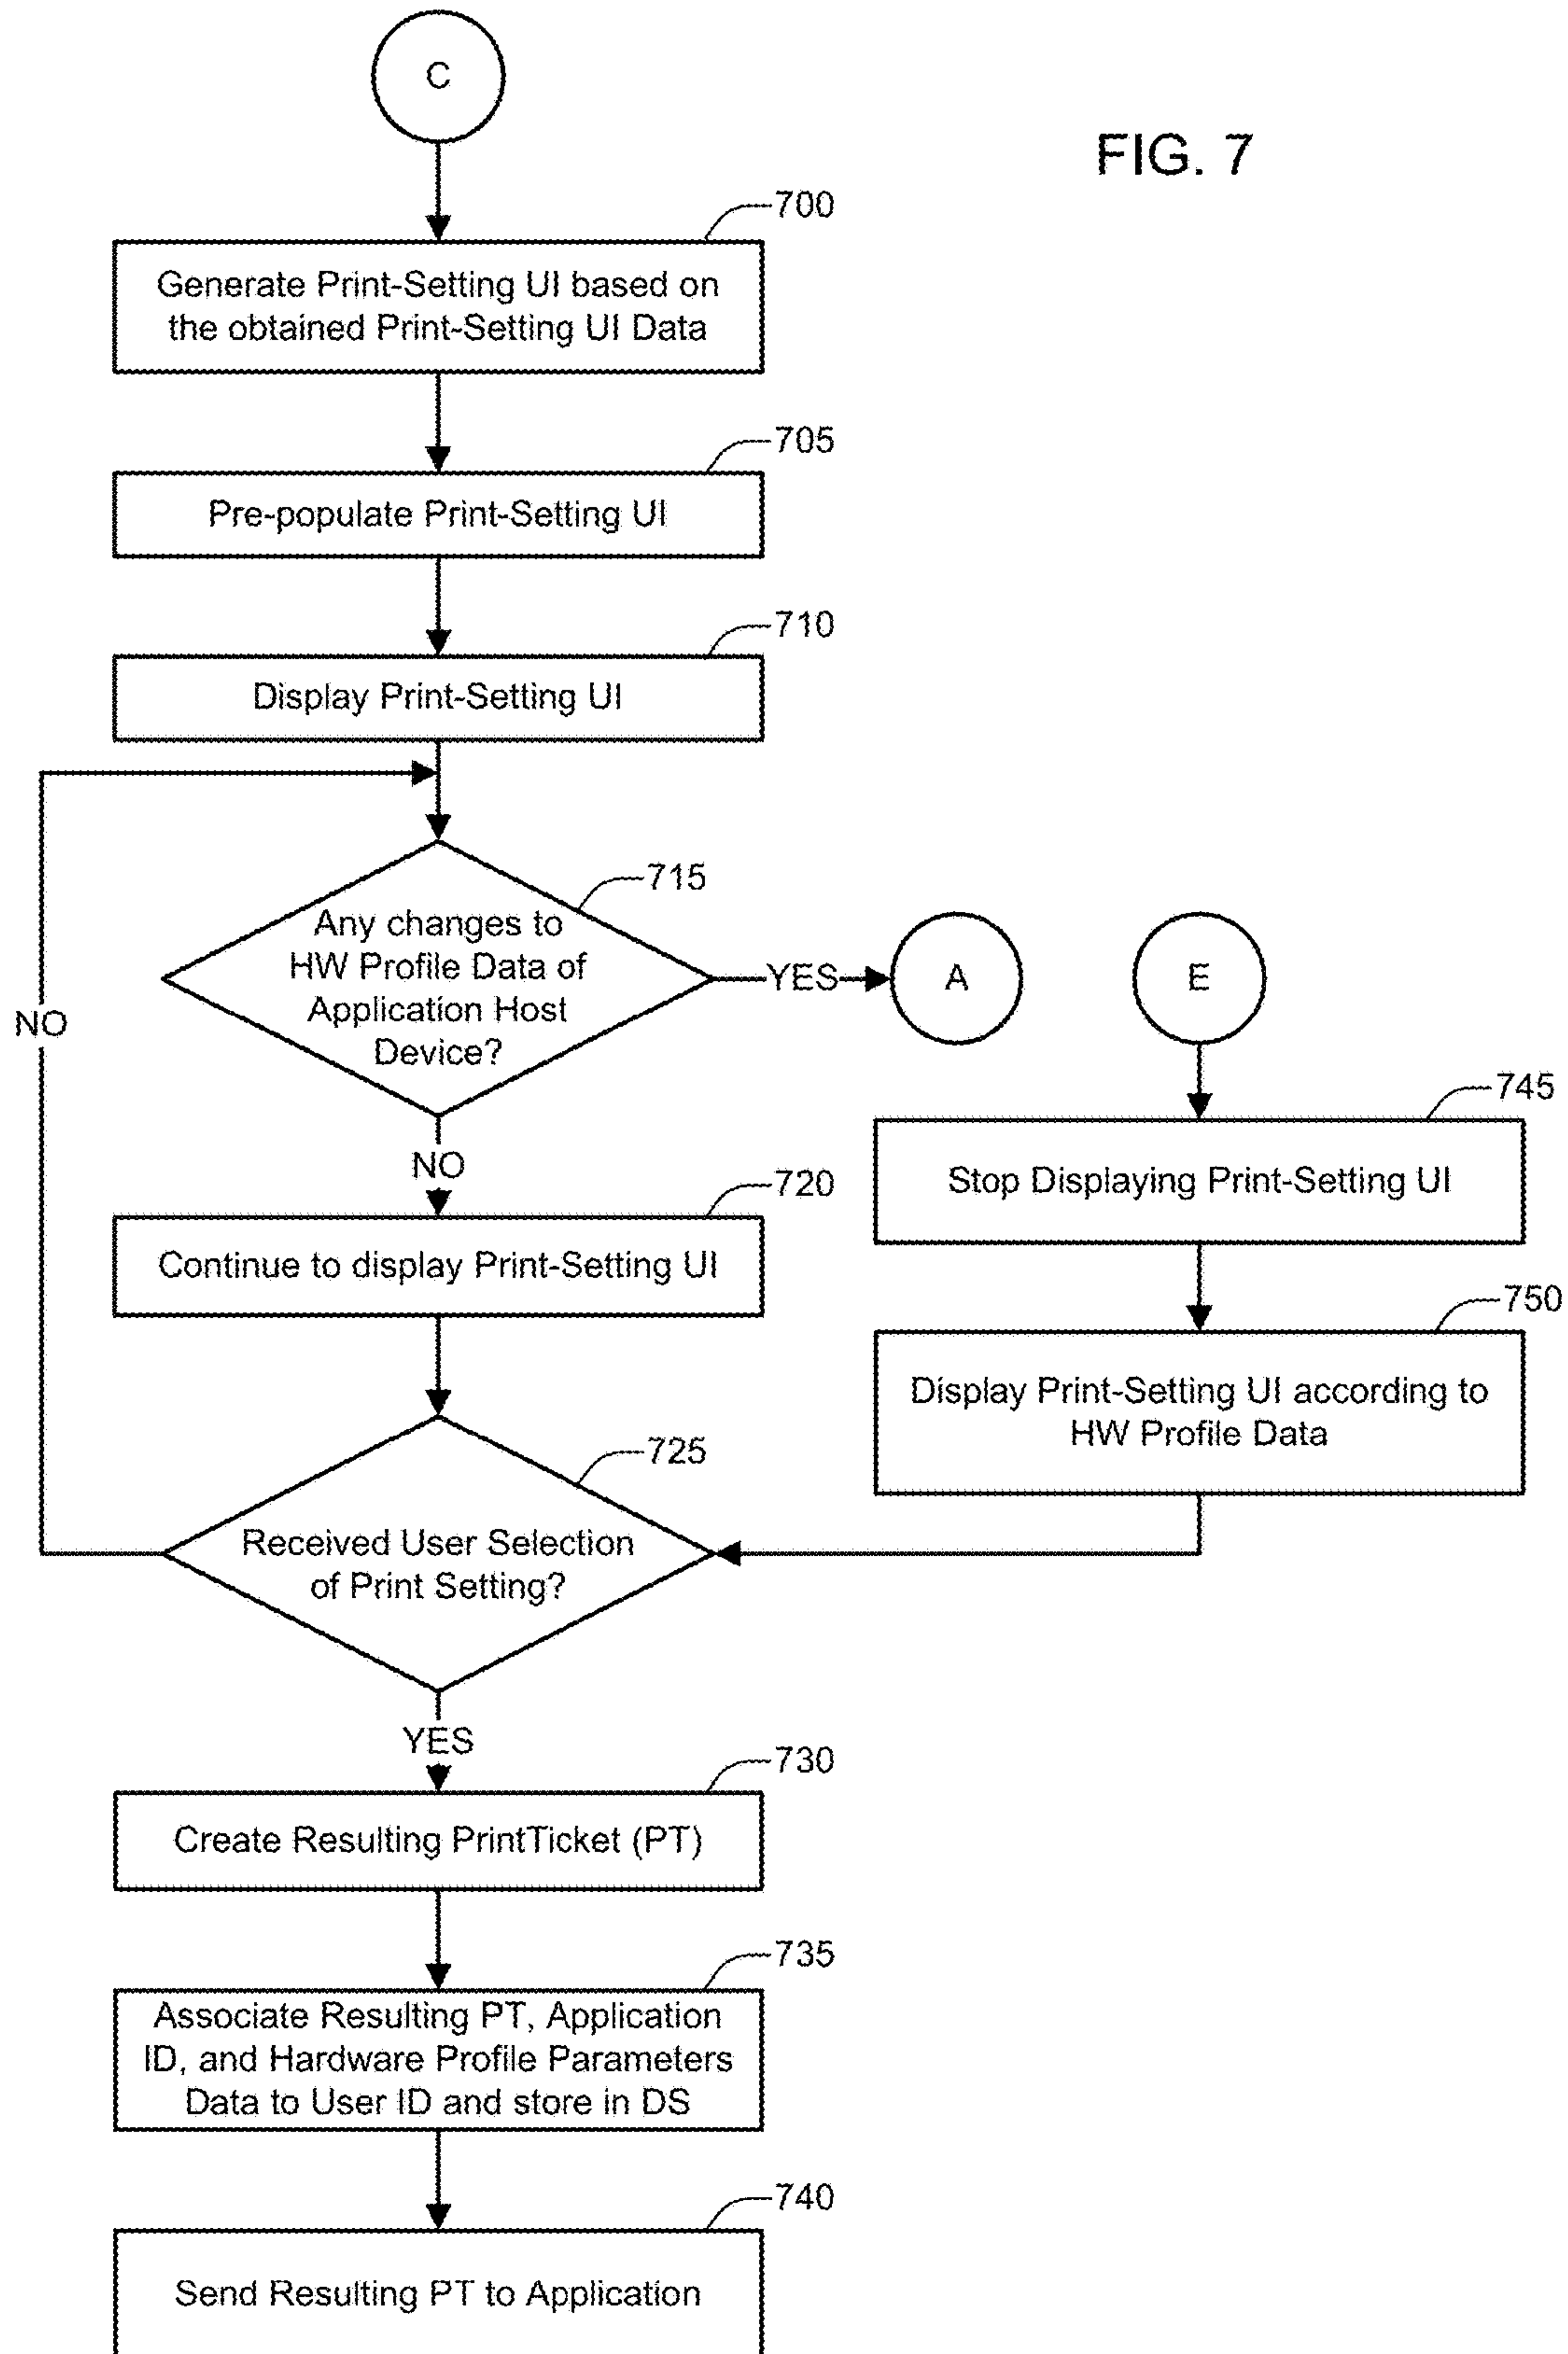 C
FIG. 7
700
Generate Print-Setting UI based on
the obtained Print-Setting UI Data
705
Pre-populate Print-Setting UI
710
Display Print-Setting UI
715
Any changes to
HW Profile Data of
Application Host
Device?
YES
A
E
NO
NO
745
Stop Displaying Print-Setting UI
720
Continue to display Print-Setting UI
750
Display Print-Setting UI according to
HW Profile Data
725
Received User Selection
of Print Setting?
YES
730
Create Resulting PrintTicket (PT)
735
Associate Resulting PT, Application
ID, and Hardware Profile Parameters
Data to User ID and store in DS
740
Send Resulting PT to Application